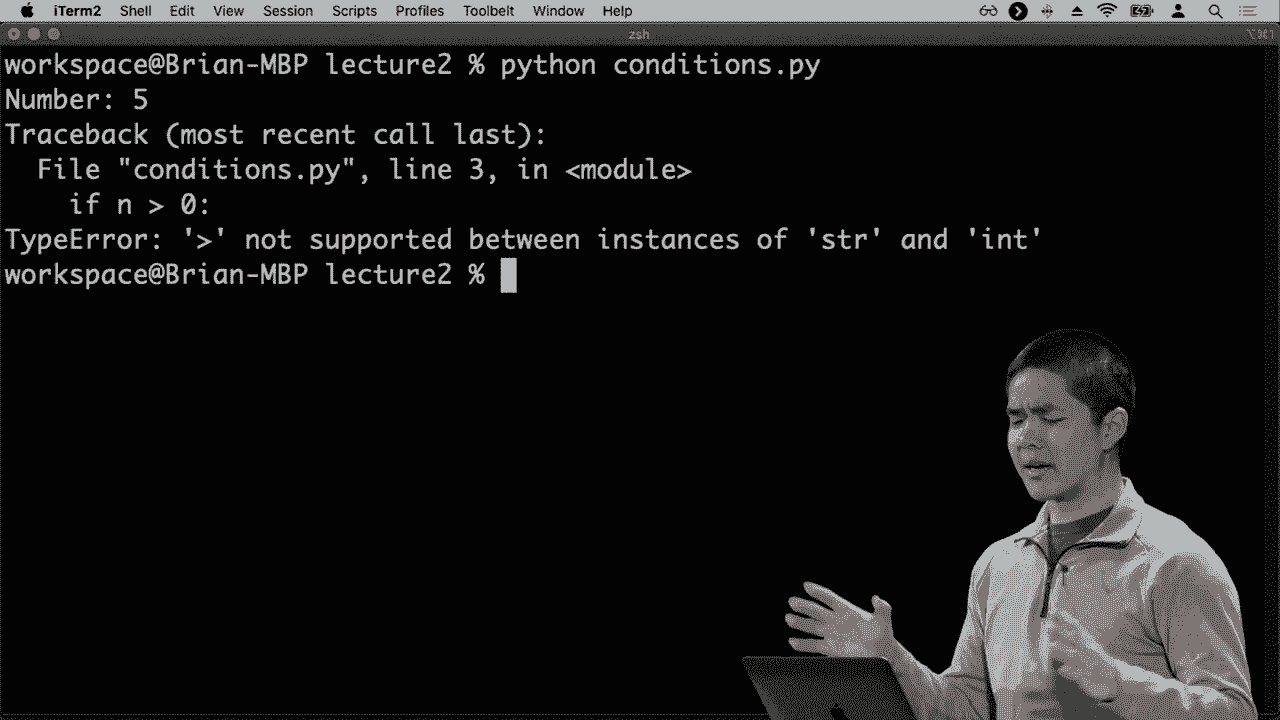 iTerm2 Shell Edit View Session Scripts Profiles Toolbelt Window Help
zsh
workspace@Brian-MBP lecture2 % python conditions.py
Number: 5
Traceback (most recent call last):
  File "conditions.py", line 3, in <module>
    if n > 0:
TypeError: '>' not supported between instances of 'str' and 'int'
workspace@Brian-MBP lecture2 %